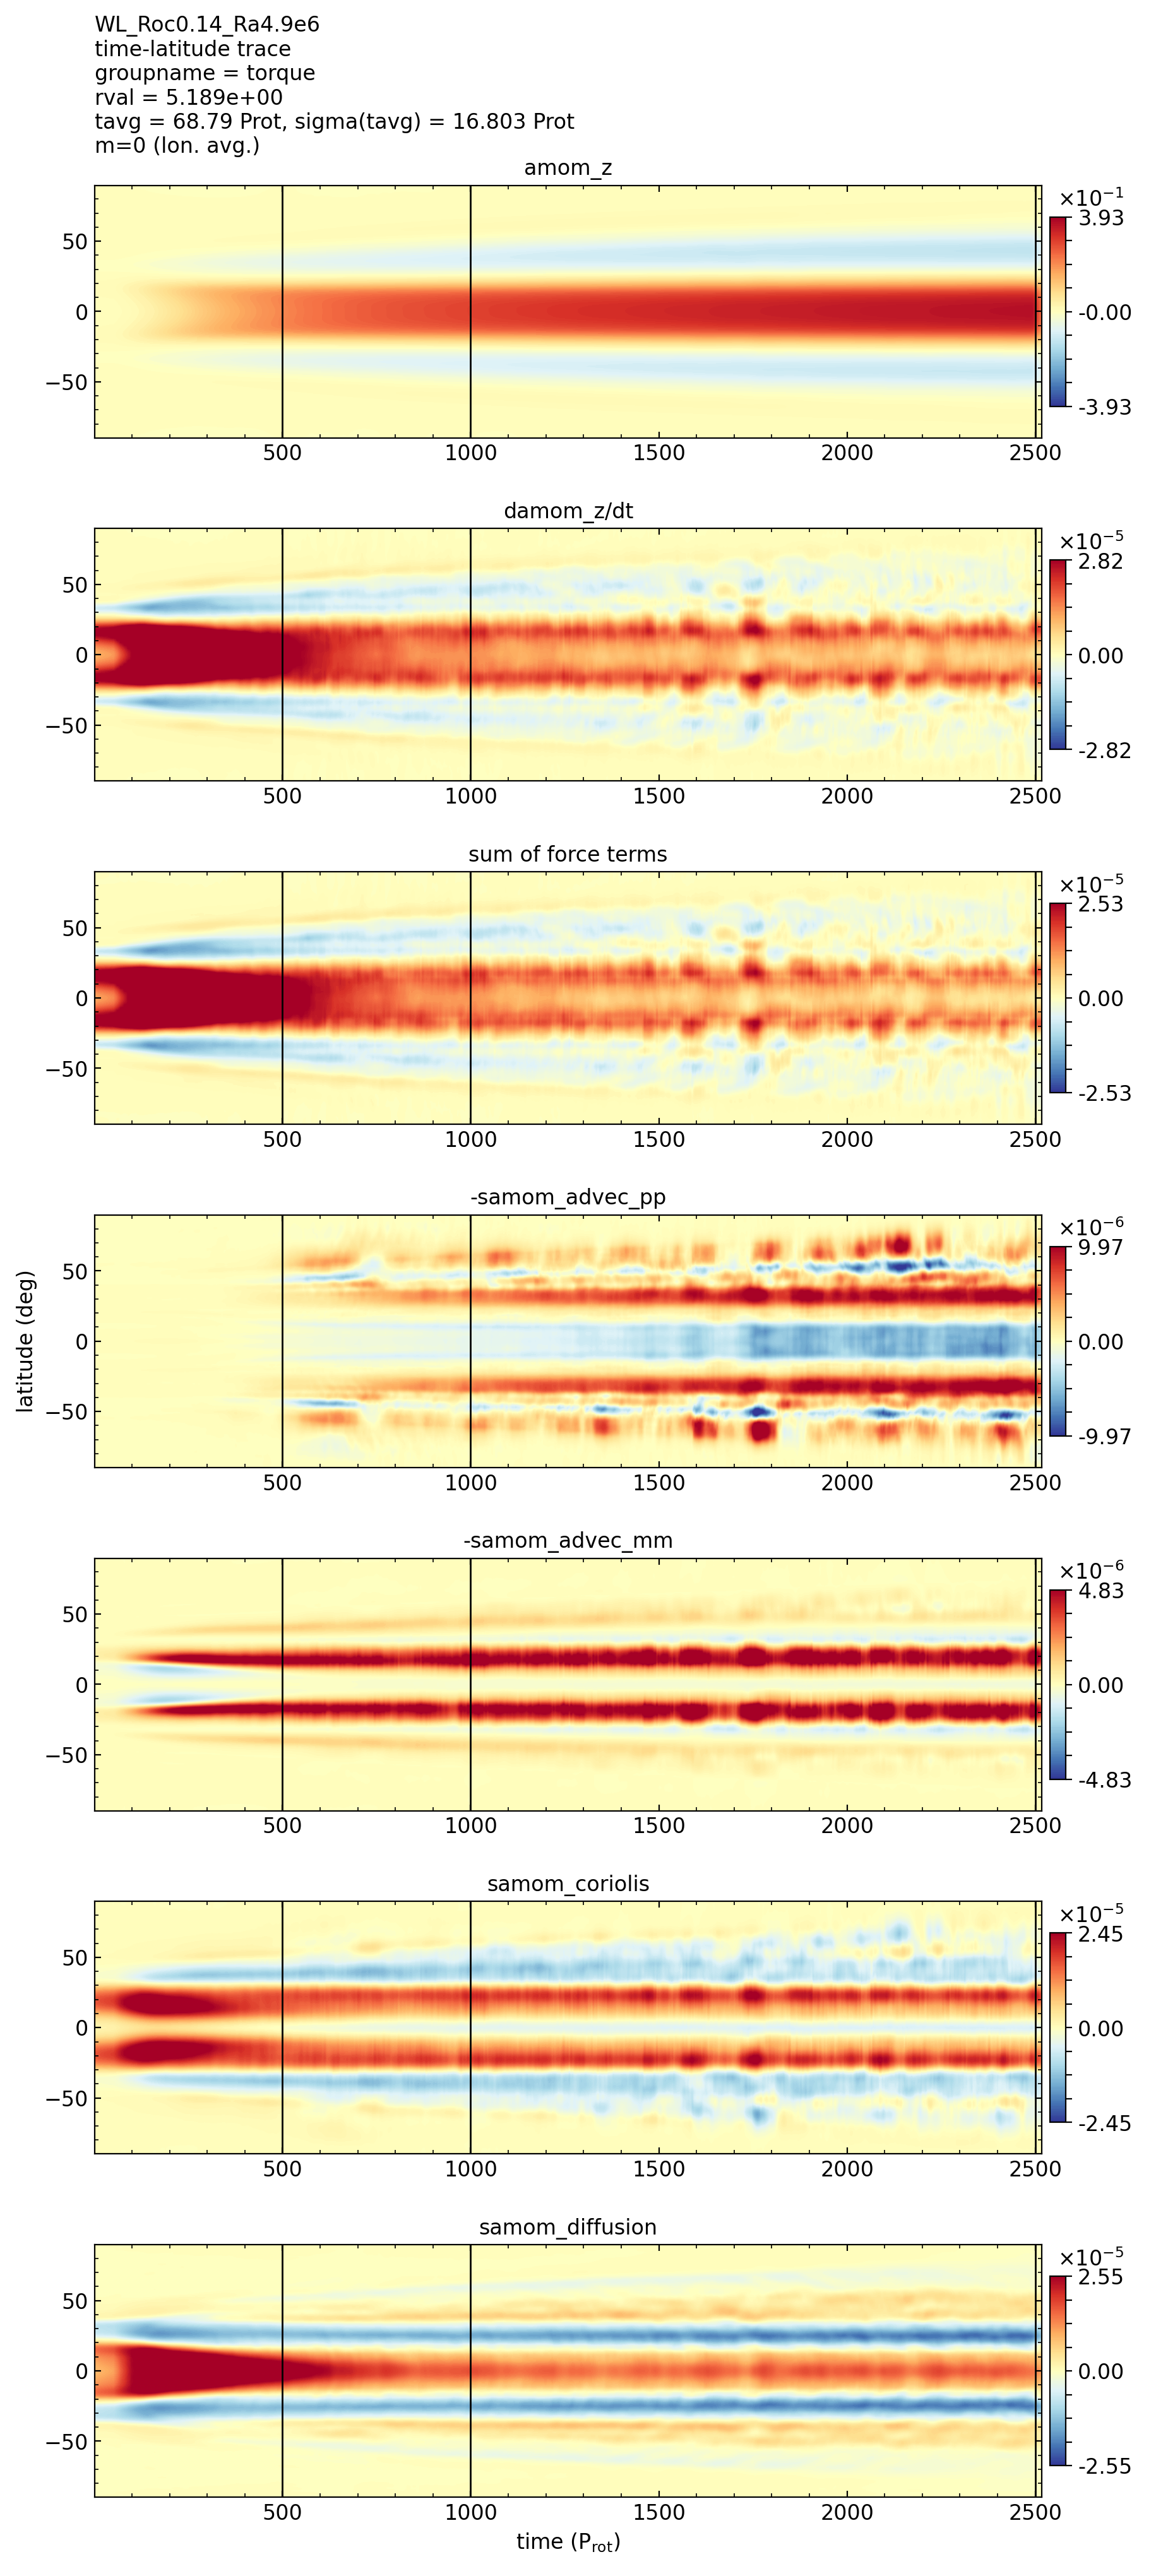 WL_Roc0.14_Ra4.9e6
time-latitude trace
groupname = torque
rval = 5.189e+00
tavg = 68.79 Prot, sigma(tavg) = 16.803 Prot
m=0 (lon. avg.)
amom_z
×10⁻¹
3.93
-0.00
-3.93
50
0
−50
500 1000 1500 2000 2500
damom_z/dt
×10⁻⁵
2.82
0.00
-2.82
50
0
−50
500 1000 1500 2000 2500
sum of force terms
×10⁻⁵
2.53
0.00
-2.53
50
0
−50
500 1000 1500 2000 2500
-samom_advec_pp
×10⁻⁶
9.97
0.00
-9.97
50
0
−50
latitude (deg)
500 1000 1500 2000 2500
-samom_advec_mm
×10⁻⁶
4.83
0.00
-4.83
50
0
−50
500 1000 1500 2000 2500
samom_coriolis
×10⁻⁵
2.45
0.00
-2.45
50
0
−50
500 1000 1500 2000 2500
samom_diffusion
×10⁻⁵
2.55
0.00
-2.55
50
0
−50
500 1000 1500 2000 2500
time (P_rot)